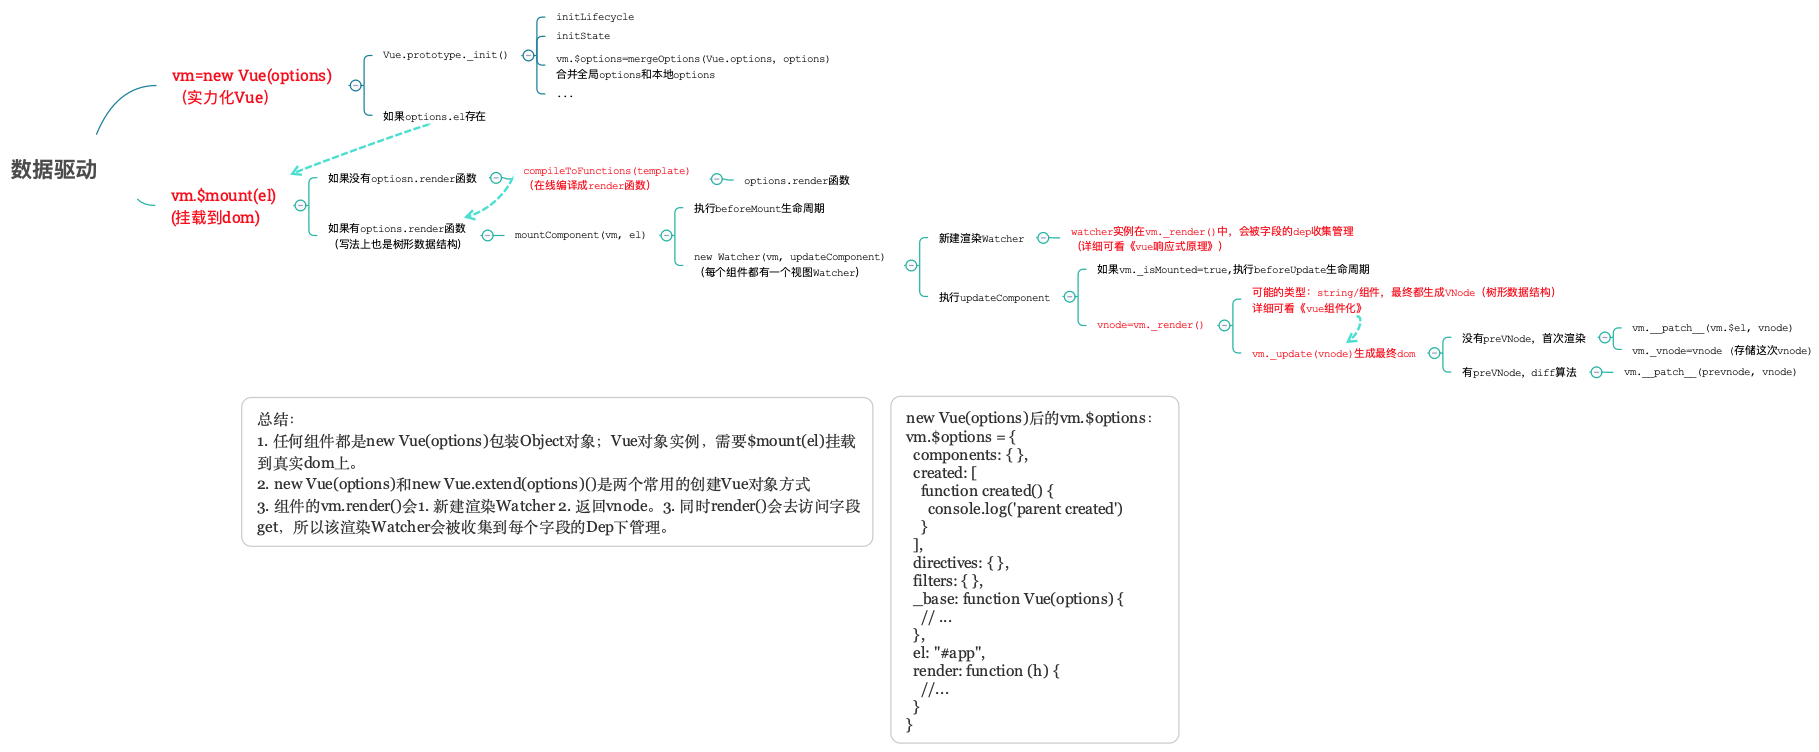 数据驱动
vm=new Vue(options)
（实力化Vue)
Vue.prototype._init()
initLifecycle
initState
vm.$options=mergeOptions(Vue.options, options)
合并全局options和本地options
...
如果options.el存在
vm.$mount(el)
(挂载到dom)
如果没有optiosn.render函数
compileToFunctions(template)
（在线编译成render函数）
options.render函数
如果有options.render函数
（写法上也是树形数据结构）
mountComponent(vm, el)
执行beforeMount生命周期
new Watcher(vm, updateComponent)
（每个组件都有一个视图Watcher）
新建渲染Watcher
watcher实例在vm._render()中，会被字段的dep收集管理
（详细可看《vue响应式原理》）
执行updateComponent
如果vm._isMounted=true,执行beforeUpdate生命周期
vnode=vm._render()
可能的类型：string/组件，最终都生成VNode（树形数据结构）
详细可看《vue组件化》
vm._update(vnode)生成最终dom
没有preVNode，首次渲染
vm.__patch__(vm.$el, vnode)
vm._vnode=vnode (存储这次vnode)
有preVNode，diff算法
vm.__patch__(prevnode, vnode)
总结：
1. 任何组件都是new Vue(options)包装Object对象；Vue对象实例，需要$mount(el)挂载
到真实dom上。
2. new Vue(options)和new Vue.extend(options)()是两个常用的创建Vue对象方式
3. 组件的vm.render()会1. 新建渲染Watcher 2. 返回vnode。3. 同时render()会去访问字段
get，所以该渲染Watcher会被收集到每个字段的Dep下管理。
new Vue(options)后的vm.$options：
vm.$options = {
components: { },
created: [
function created() {
console.log('parent created')
}
],
directives: { },
filters: { },
_base: function Vue(options) {
// ...
},
el: "#app",
render: function (h) {
//...
}
}